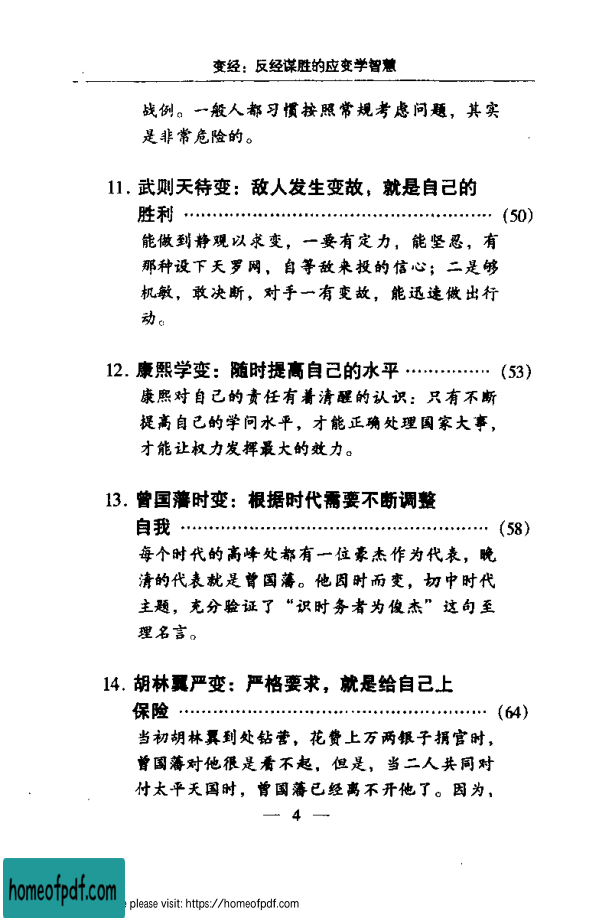 变经：反经谋胜的应变学智慧
战例。一般人都习惯按照常规考虑问题，其实
是非常危险的。
11. 武则天待变：敌人发生变故，就是自己的
胜利 ……………………………………………… (50)
能做到静观以求变，一要有定力，能坚忍，有
那种设下天罗网，自等敌来投的信心；二是够
机敏，敢决断，对手一有变故，能迅速做出行
动。
12. 康熙学变：随时提高自己的水平 …………… (53)
康熙对自己的责任有着清醒的认识：只有不断
提高自己的学问水平，才能正确处理国家大事，
才能让权力发挥最大的效力。
13. 曾国藩时变：根据时代需要不断调整
自我 ……………………………………………… (58)
每个时代的高峰处都有一位豪杰作为代表，晚
清的代表就是曾国藩。他因时而变，切中时代
主题，充分验证了“识时务者为俊杰”这句至
理名言。
14. 胡林翼严变：严格要求，就是给自己上
保险 ……………………………………………… (64)
当初胡林翼到处钻营，花费上万两银子捐官时，
曾国藩对他很是看不起，但是，当二人共同对
付太平天国时，曾国藩已经离不开他了。因为，
— 4 —
homeofpdf.com
e please visit: https://homeofpdf.com